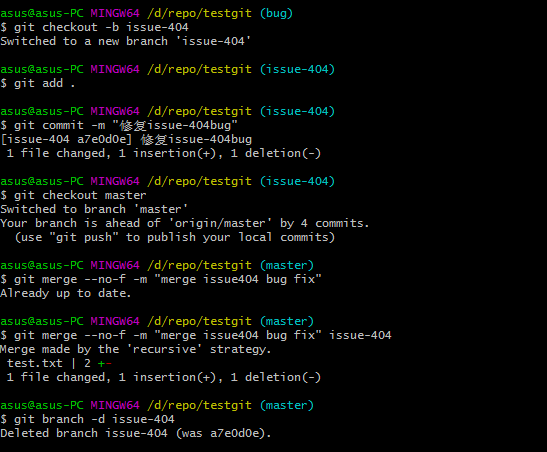 asus@asus-PC MINGW64 /d/repo/testgit (bug)
$ git checkout -b issue-404
Switched to a new branch 'issue-404'
asus@asus-PC MINGW64 /d/repo/testgit (issue-404)
$ git add .
asus@asus-PC MINGW64 /d/repo/testgit (issue-404)
$ git commit -m "修复issue-404bug"
[issue-404 a7e0d0e] 修复issue-404bug
1 file changed, 1 insertion(+), 1 deletion(-)
asus@asus-PC MINGW64 /d/repo/testgit (issue-404)
$ git checkout master
Switched to branch 'master'
Your branch is ahead of 'origin/master' by 4 commits.
(use "git push" to publish your local commits)
asus@asus-PC MINGW64 /d/repo/testgit (master)
$ git merge --no-f -m "merge issue404 bug fix"
Already up to date.
asus@asus-PC MINGW64 /d/repo/testgit (master)
$ git merge --no-f -m "merge issue404 bug fix" issue-404
Merge made by the 'recursive' strategy.
test.txt | 2 +-
1 file changed, 1 insertion(+), 1 deletion(-)
asus@asus-PC MINGW64 /d/repo/testgit (master)
$ git branch -d issue-404
Deleted branch issue-404 (was a7e0d0e).